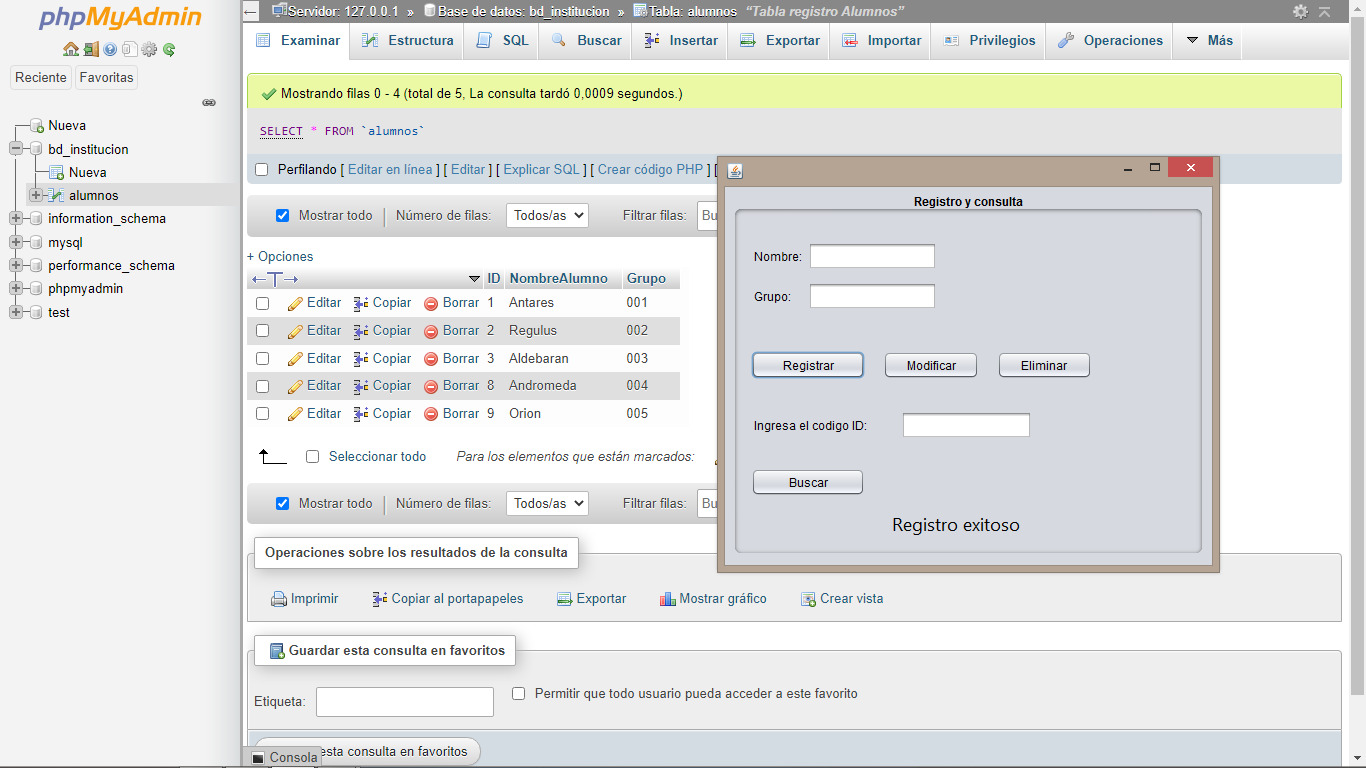 phpMyAdmin
Reciente Favoritas
Nueva
bd_institucion
Nueva
alumnos
information_schema
mysql
performance_schema
phpmyadmin
test
Servidor: 127.0.0.1 » Base de datos: bd_institucion » Tabla: alumnos “Tabla registro Alumnos”
Examinar Estructura SQL Buscar Insertar Exportar Importar Privilegios Operaciones Más
Mostrando filas 0 - 4 (total de 5, La consulta tardó 0,0009 segundos.)
SELECT * FROM `alumnos`
Perfilando [ Editar en línea ] [ Editar ] [ Explicar SQL ] [ Crear código PHP ] [
Mostrar todo Número de filas: Todos/as Filtrar filas: Bu
+ Opciones
ID NombreAlumno Grupo
Editar Copiar Borrar 1 Antares 001
Editar Copiar Borrar 2 Regulus 002
Editar Copiar Borrar 3 Aldebaran 003
Editar Copiar Borrar 8 Andromeda 004
Editar Copiar Borrar 9 Orion 005
Seleccionar todo Para los elementos que están marcados:
Mostrar todo Número de filas: Todos/as Filtrar filas: Bu
Operaciones sobre los resultados de la consulta
Imprimir Copiar al portapapeles Exportar Mostrar gráfico Crear vista
Guardar esta consulta en favoritos
Etiqueta: Permitir que todo usuario pueda acceder a este favorito
esta consulta en favoritos
Consola
Registro y consulta
Nombre:
Grupo:
Registrar Modificar Eliminar
Ingresa el codigo ID:
Buscar
Registro exitoso